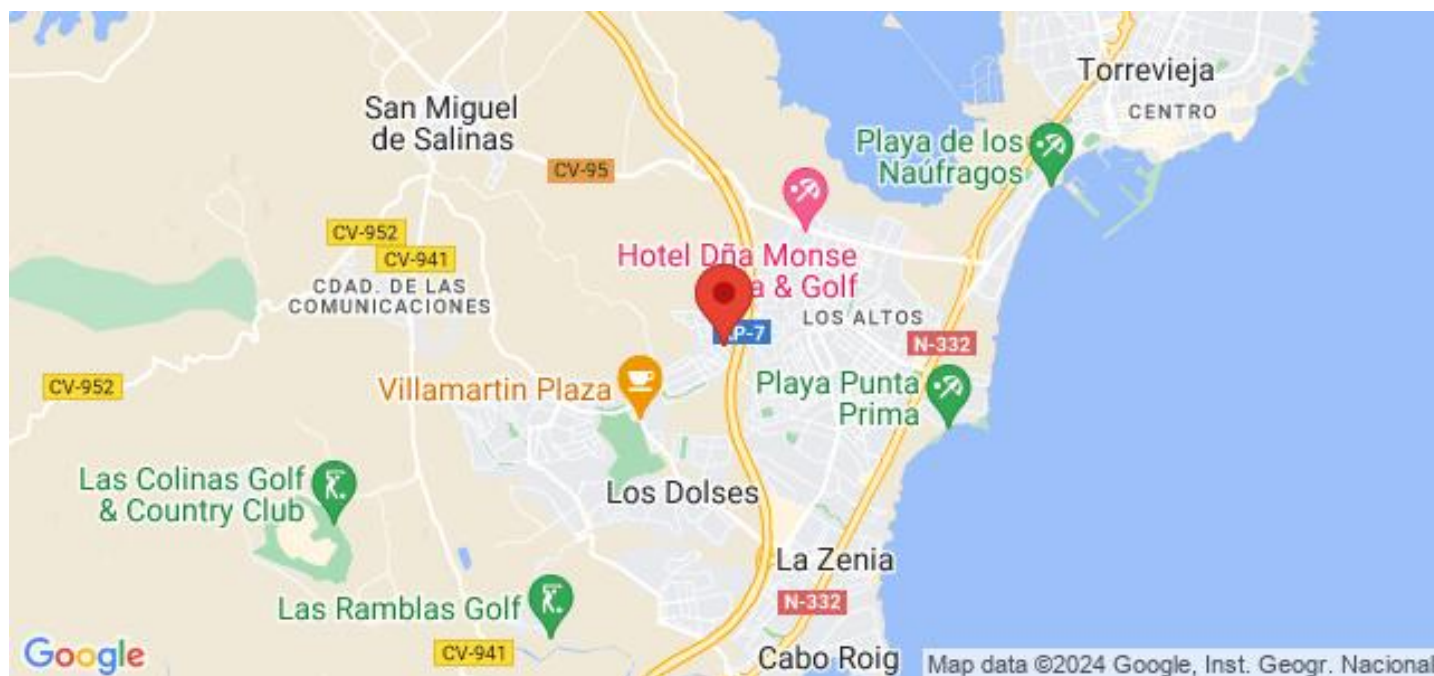 Torrevieja
CENTRO
San Miguel
de Salinas
Playa de los
Naúfragos
CV-95
CV-952
CV-941
Hotel Dña Monse
a & Golf
CDAD. DE LAS
COMUNICACIONES
LOS ALTOS
P-7
N-332
CV-952
Villamartin Plaza
Playa Punta
Prima
Las Colinas Golf
& Country Club
Los Dolses
La Zenia
Las Ramblas Golf
N-332
Google
CV-941
Cabo Roig
Map data ©2024 Google, Inst. Geogr. Nacional